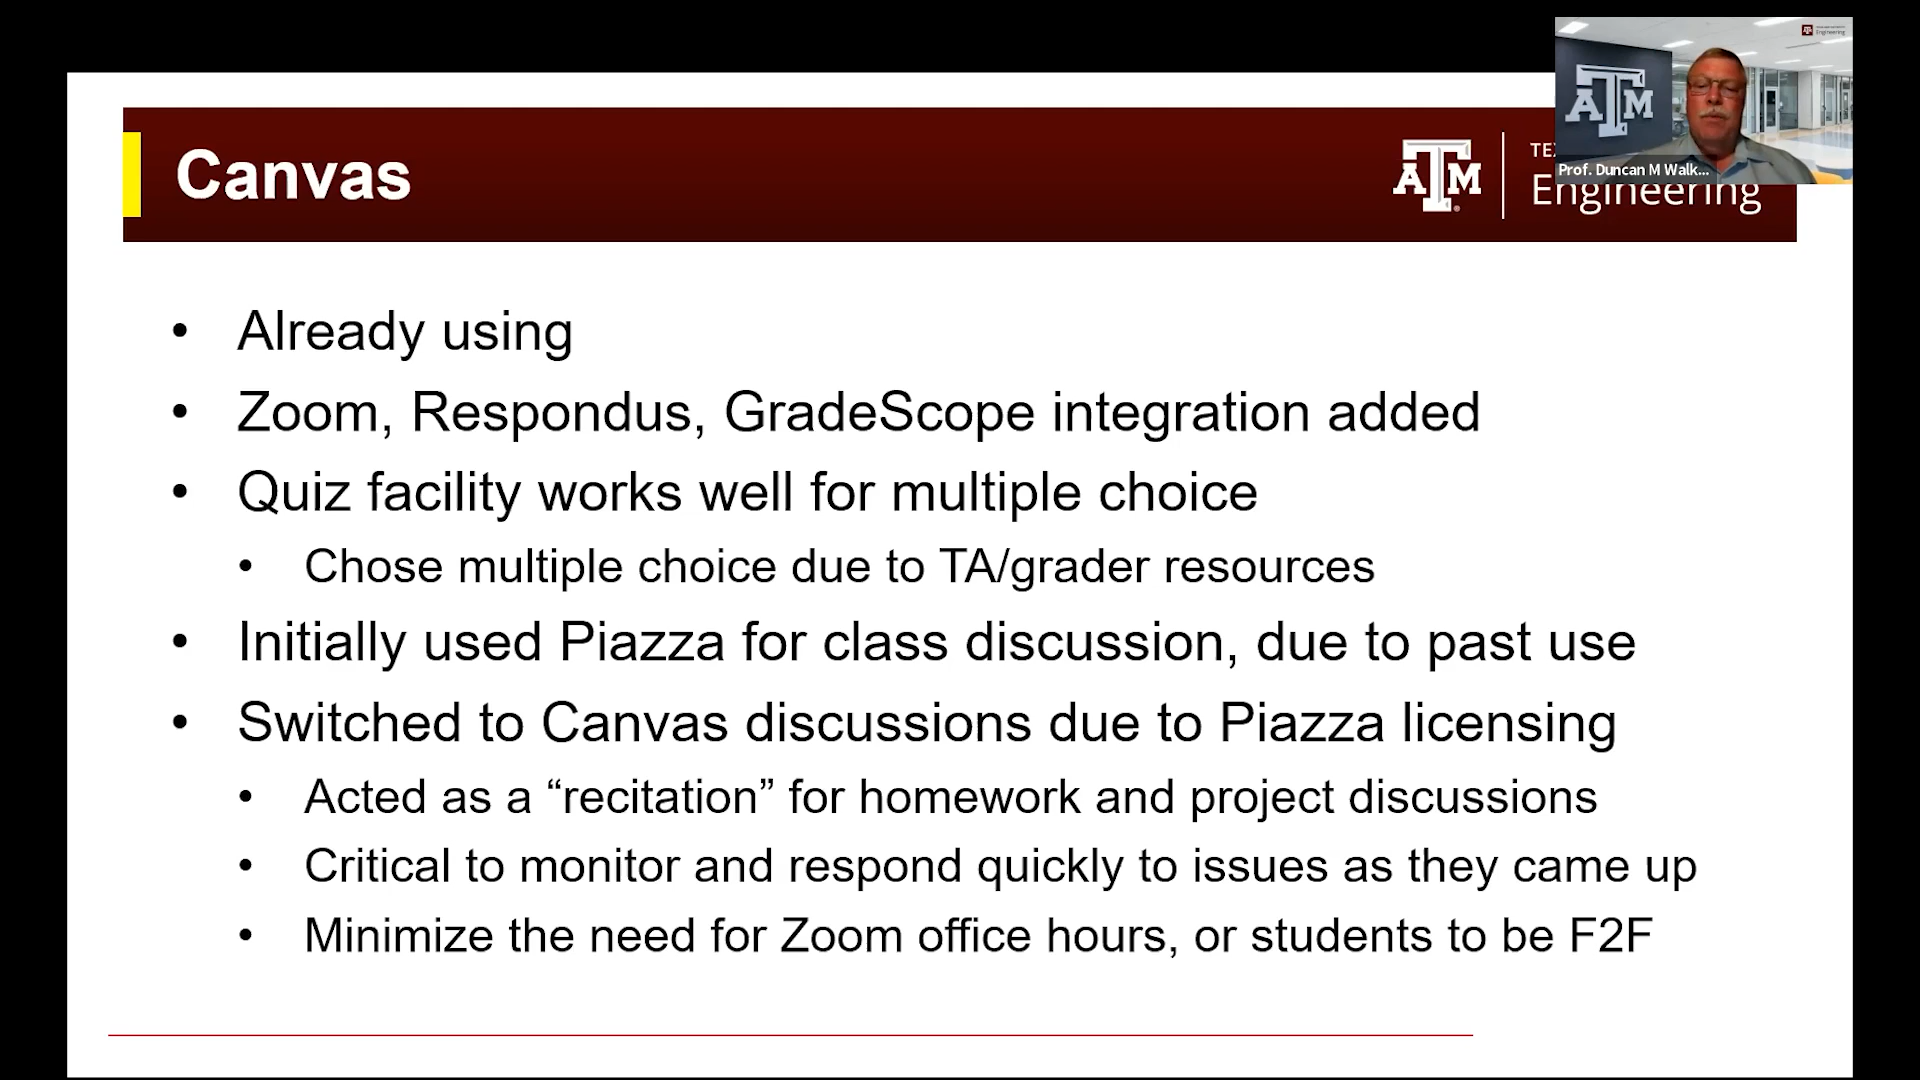 Canvas
ĀTM
TEX
Engineering
Engineering
ATM
Prof. Duncan M Walk...
• Already using
• Zoom, Respondus, GradeScope integration added
• Quiz facility works well for multiple choice
• Chose multiple choice due to TA/grader resources
• Initially used Piazza for class discussion, due to past use
• Switched to Canvas discussions due to Piazza licensing
• Acted as a “recitation” for homework and project discussions
• Critical to monitor and respond quickly to issues as they came up
• Minimize the need for Zoom office hours, or students to be F2F